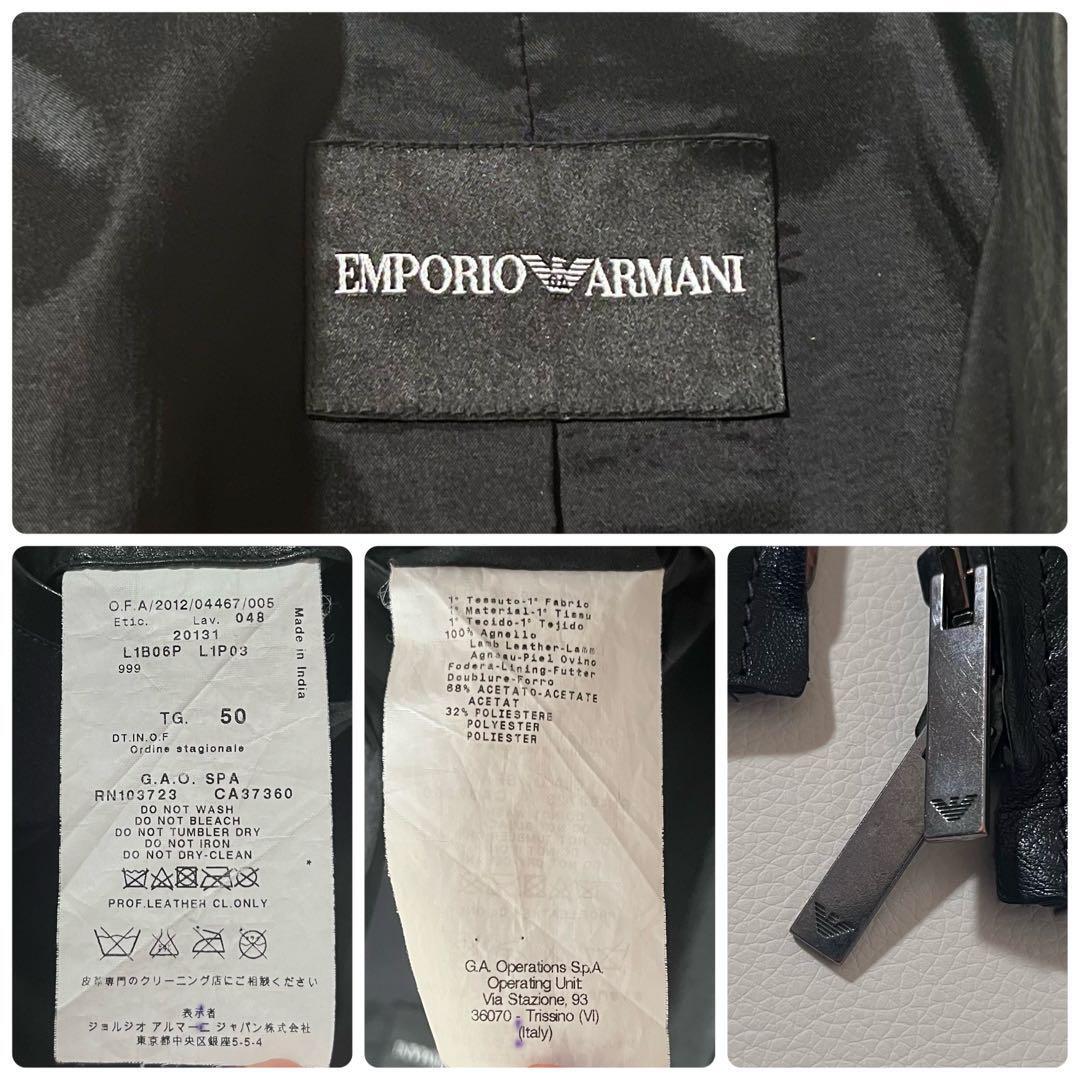 EMPORIO ARMANI
O.F.A/2012/04467/005
Etic. Lav. 048
20131
L1B06P L1P03
999
Made in India
TG. 50
DT.IN.O.F
Ordine stagionale
G.A.O. SPA
RN103723 CA37360
DO NOT WASH
DO NOT BLEACH
DO NOT TUMBLER DRY
DO NOT IRON
DO NOT DRY-CLEAN
*
PROF.LEATHER CL.ONLY
皮革専門のクリーニング店にご相談ください
表示者
ジョルジオ アルマーニ ジャパン株式会社
東京都中央区銀座5-5-4
1° Tessuto-1° Fabric
1° Material-1° Tissu
1° Tecido-1° Tejido
100% Agnello
Lamb Leather-Lamm
Agneau-Piel Ovino
Fodera-Lining-Futter
Doublure-Forro
68% ACETATO-ACETATE
ACETAT
32% POLIESTERE
POLYESTER
POLIESTER
G.A. Operations S.p.A.
Operating Unit:
Via Stazione, 93
36070 - Trissino (VI)
(Italy)